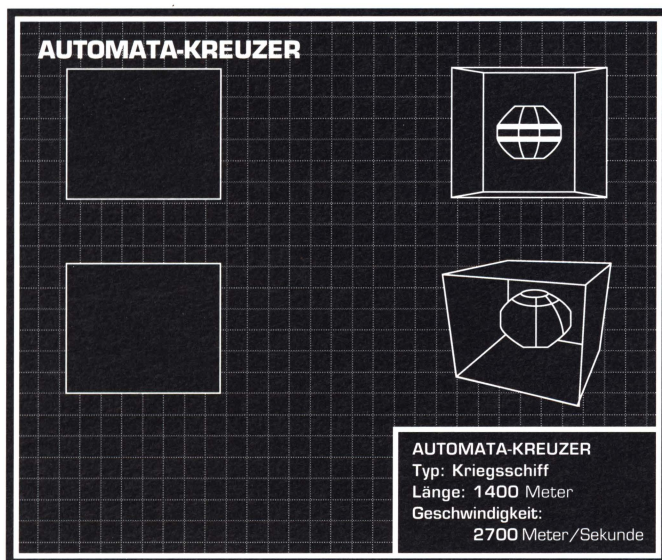 AUTOMATA-KREUZER
AUTOMATA-KREUZER
Typ: Kriegsschiff
Länge: 1400 Meter
Geschwindigkeit:
2700 Meter/Sekunde